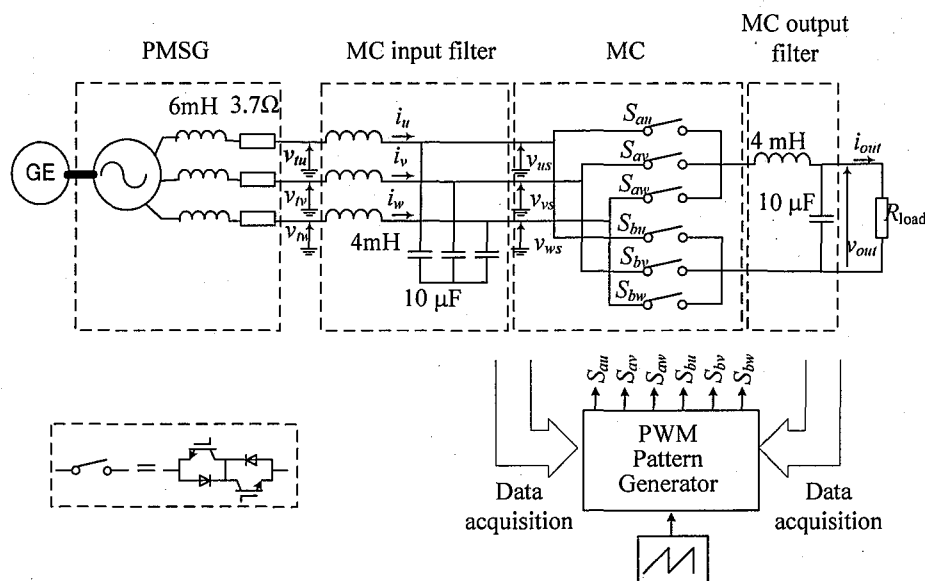 PMSG
MC input filter
MC
MC output
filter
6mH 3.7Ω
GE
v_tu
v_tv
v_tw
i_u
i_v
i_w
4mH
10 μF
v_us
v_vs
v_ws
S_au
S_av
S_aw
S_bu
S_bv
S_bw
4 mH
i_out
10 μF
v_out
R_load
S_au
S_av
S_aw
S_bu
S_bv
S_bw
PWM
Pattern
Generator
Data
acquisition
Data
acquisition
=